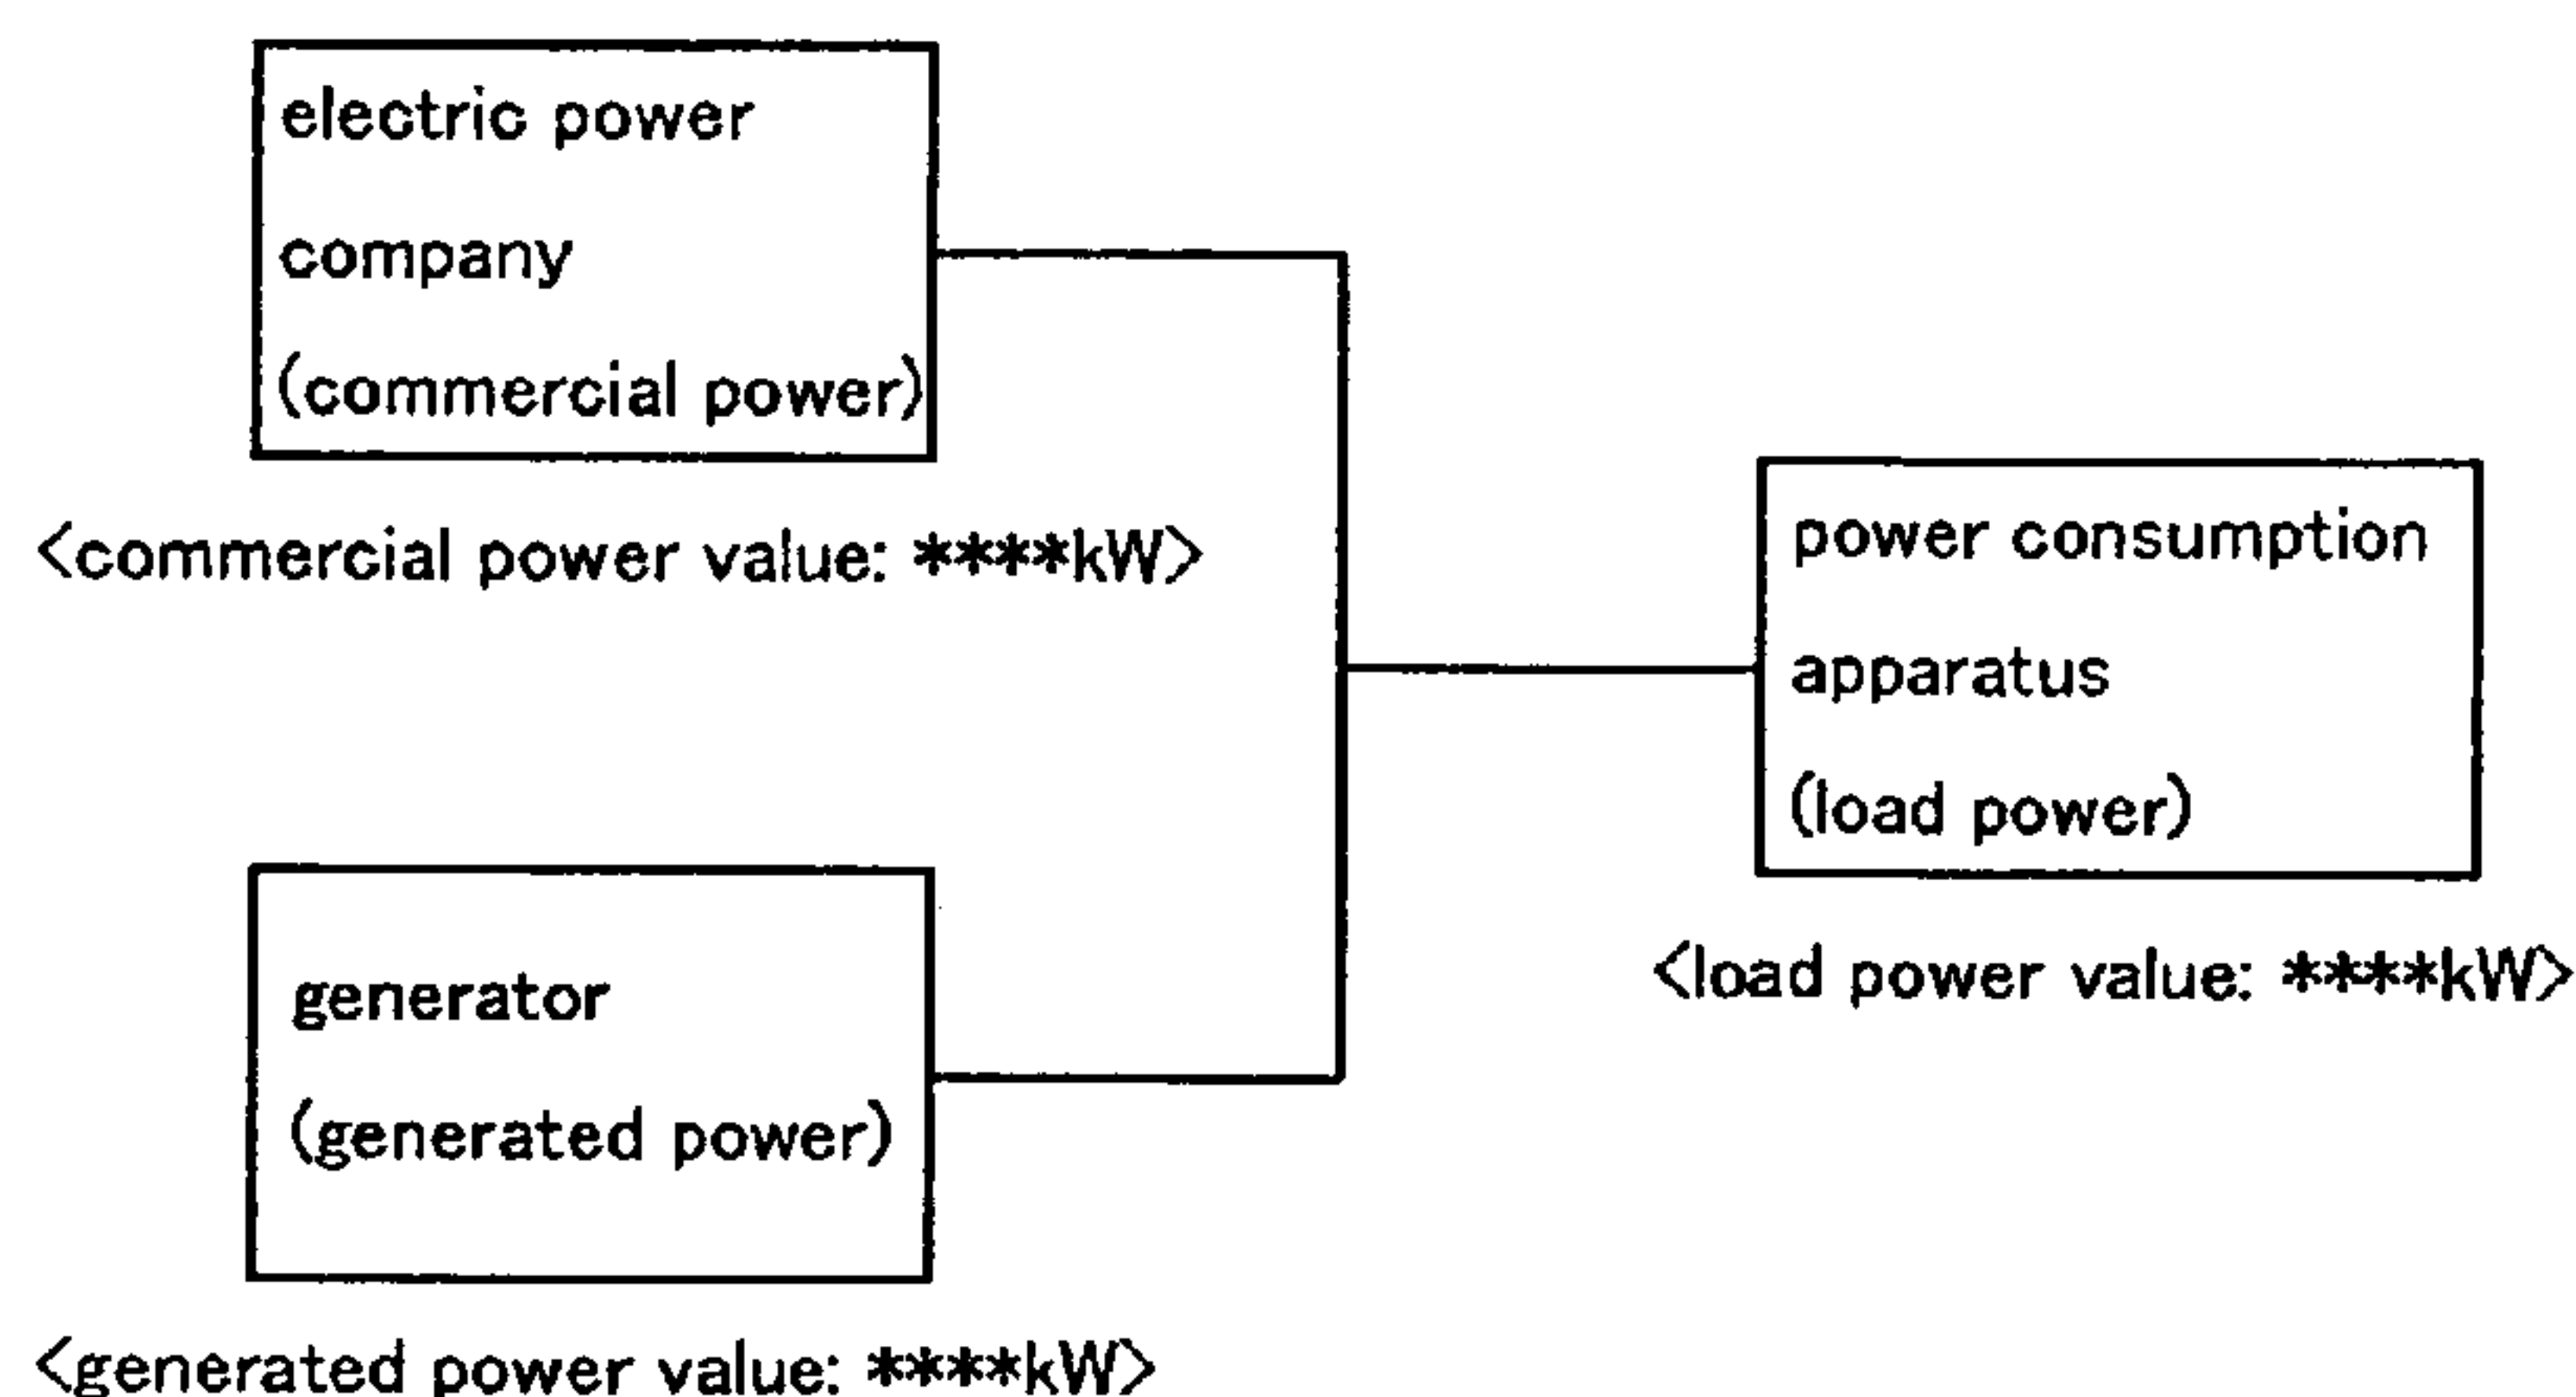 electric power
company
(commercial power)
<commercial power value: ****kW>
power consumption
apparatus
(load power)
<load power value: ****kW>
generator
(generated power)
<generated power value: ****kW>